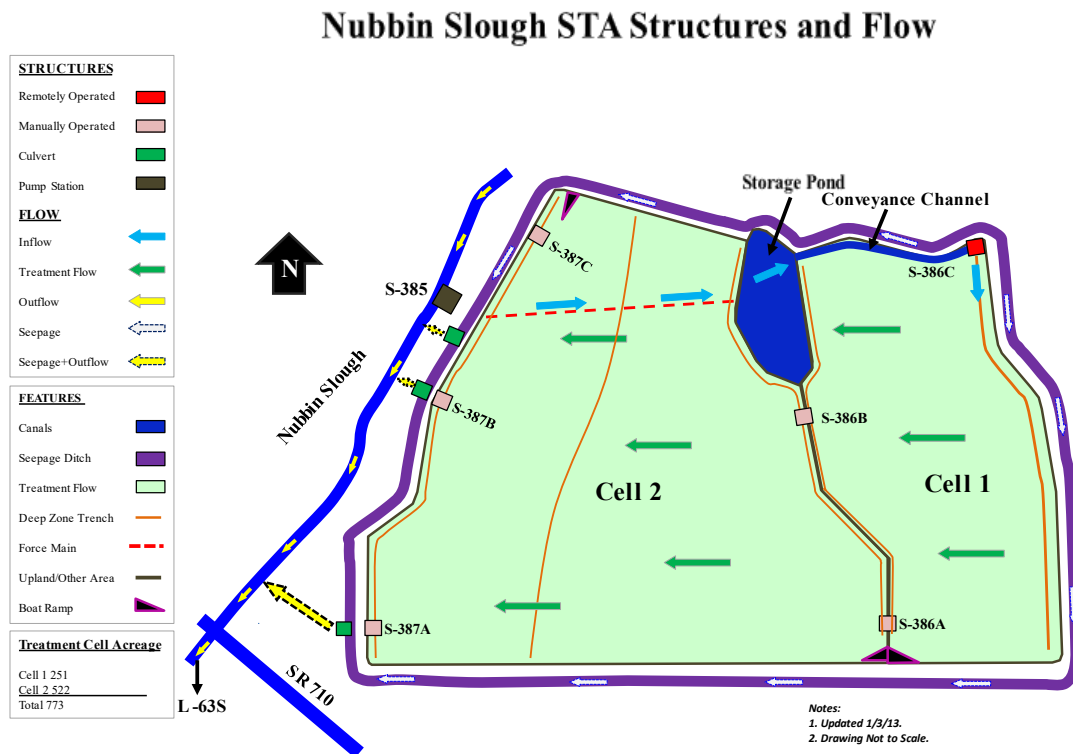 Nubbin Slough STA Structures and Flow
STRUCTURES
Remotely Operated
Manually Operated
Culvert
Pump Station
FLOW
Inflow
Treatment Flow
Outflow
Seepage
Seepage+Outflow
FEATURES
Canals
Seepage Ditch
Treatment Flow
Deep Zone Trench
Force Main
Upland/Other Area
Boat Ramp
Treatment Cell Acreage
Cell 1 251
Cell 2 522
Total 773
N
Storage Pond
Conveyance Channel
S-387C
S-386C
S-385
Nubbin Slough
S-387B
S-386B
Cell 2
Cell 1
S-387A
S-386A
SR 710
L -63S
Notes:
1. Updated 1/3/13.
2. Drawing Not to Scale.